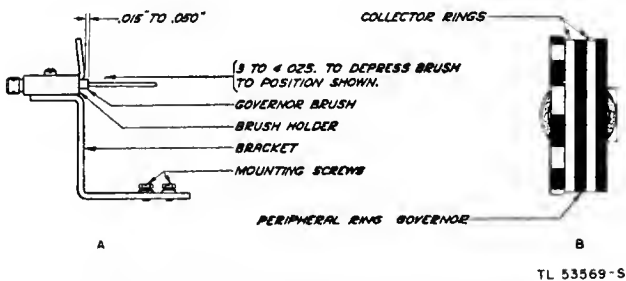 .015" TO .050"
COLLECTOR RINGS
3 TO 4 OZS. TO DEPRESS BRUSH
TO POSITION SHOWN.
GOVERNOR BRUSH
BRUSH HOLDER
BRACKET
MOUNTING SCREWS
PERIPHERAL RING GOVERNOR
A
B
TL 53569-S